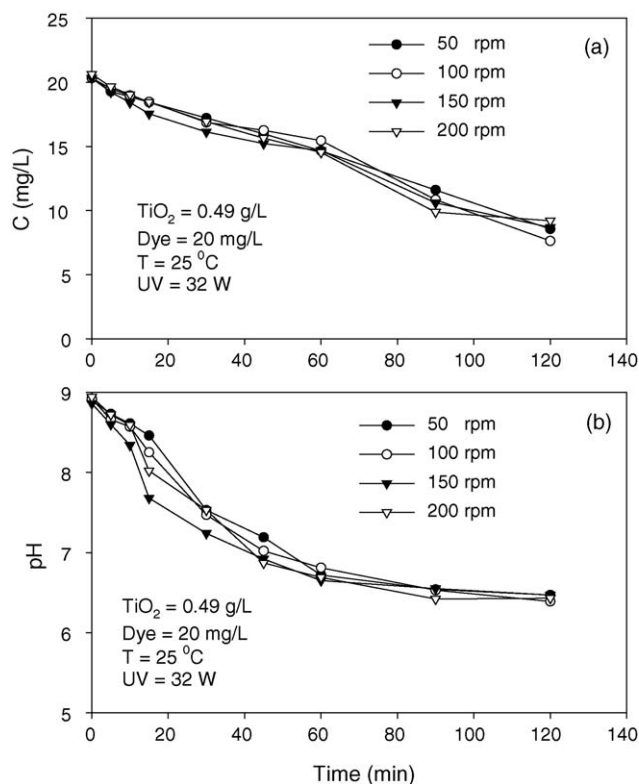 25
20
15
10
5
0
C (mg/L)
50 rpm
100 rpm
150 rpm
200 rpm
(a)
TiO₂ = 0.49 g/L
Dye = 20 mg/L
T = 25 ⁰C
UV = 32 W
0 20 40 60 80 100 120 140
9
8
7
6
5
pH
50 rpm
100 rpm
150 rpm
200 rpm
(b)
TiO₂ = 0.49 g/L
Dye = 20 mg/L
T = 25 ⁰C
UV = 32 W
0 20 40 60 80 100 120 140
Time (min)